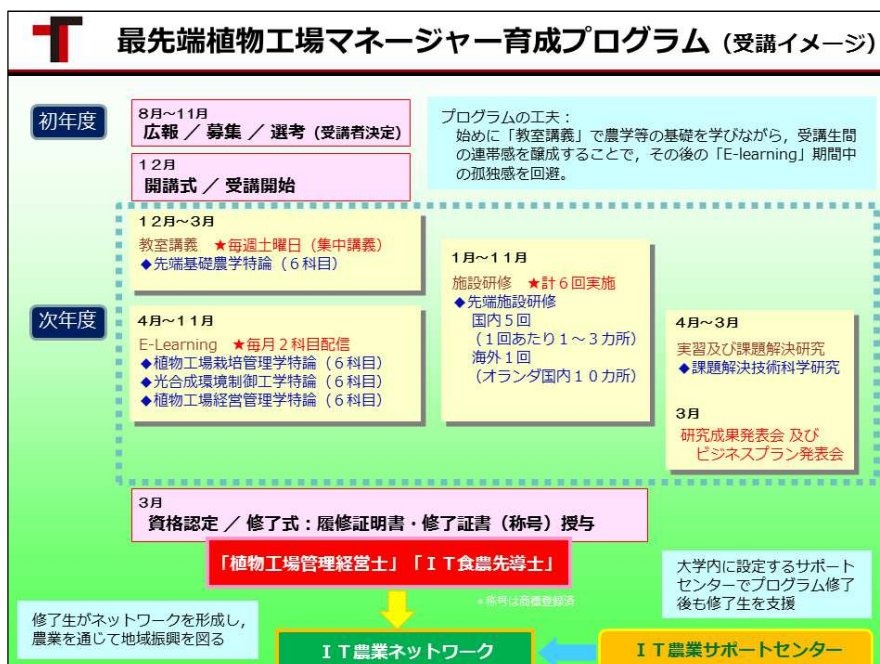 最先端植物工場マネージャー育成プログラム（受講イメージ）
初年度
8月～11月
広報 ／ 募集 ／ 選考（受講者決定）
12月
開講式 ／ 受講開始
プログラムの工夫：
始めに「教室講義」で農学等の基礎を学びながら，受講生間
の連帯感を醸成することで，その後の「E-learning」期間中
の孤独感を回避。
12月～3月
教室講義　★毎週土曜日（集中講義）
◆先端基礎農学特論（６科目）
次年度
4月～11月
E-Learning　★毎月２科目配信
◆植物工場栽培管理学特論（６科目）
◆光合成環境制御工学特論（６科目）
◆植物工場経営管理学特論（６科目）
1月～11月
施設研修　★計６回実施
◆先端施設研修
国内５回
（１回あたり１～３カ所）
海外１回
（オランダ国内１０カ所）
4月～3月
実習及び課題解決研究
◆課題解決技術科学研究
3月
研究成果発表会 及び
ビジネスプラン発表会
3月
資格認定 ／ 修了式：履修証明書・修了証書（称号）授与
「植物工場管理経営士」「ＩＴ食農先導士」
＊称号は商標登録済
大学内に設定するサポート
センターでプログラム修了
後も修了生を支援
修了生がネットワークを形成し，
農業を通じて地域振興を図る
ＩＴ農業ネットワーク
ＩＴ農業サポートセンター